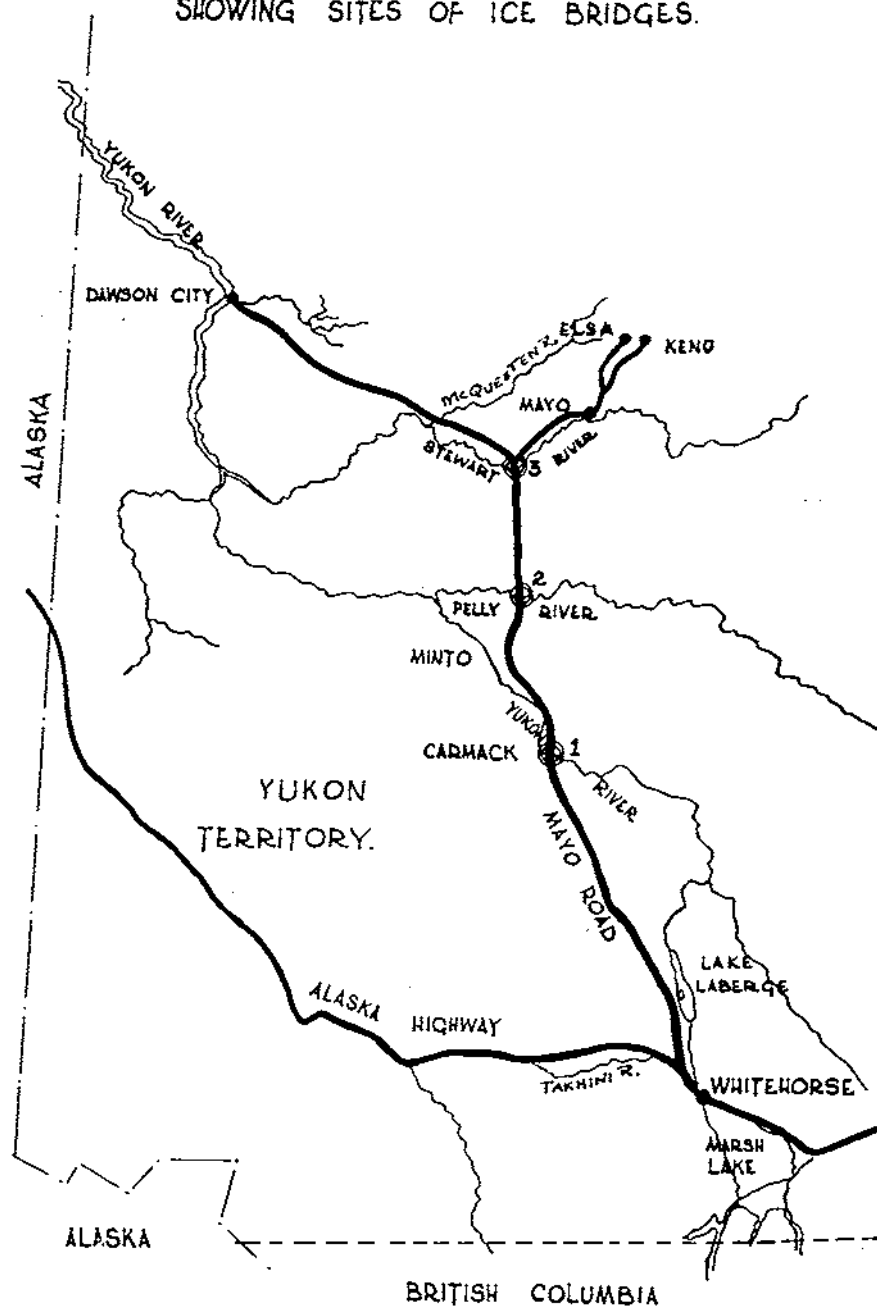 SHOWING SITES OF ICE BRIDGES.
YUKON RIVER
DAWSON CITY
ELSA
KENO
McQUESTEN R.
MAYO
ALASKA
STEWART
3
RIVER
2
PELLY
RIVER
MINTO
YUKON
CARMACK
1
RIVER
YUKON
TERRITORY.
MAYO ROAD
LAKE
LABERGE
ALASKA
HIGHWAY
TAKHINI R.
WHITEHORSE
MARSH
LAKE
ALASKA
BRITISH COLUMBIA